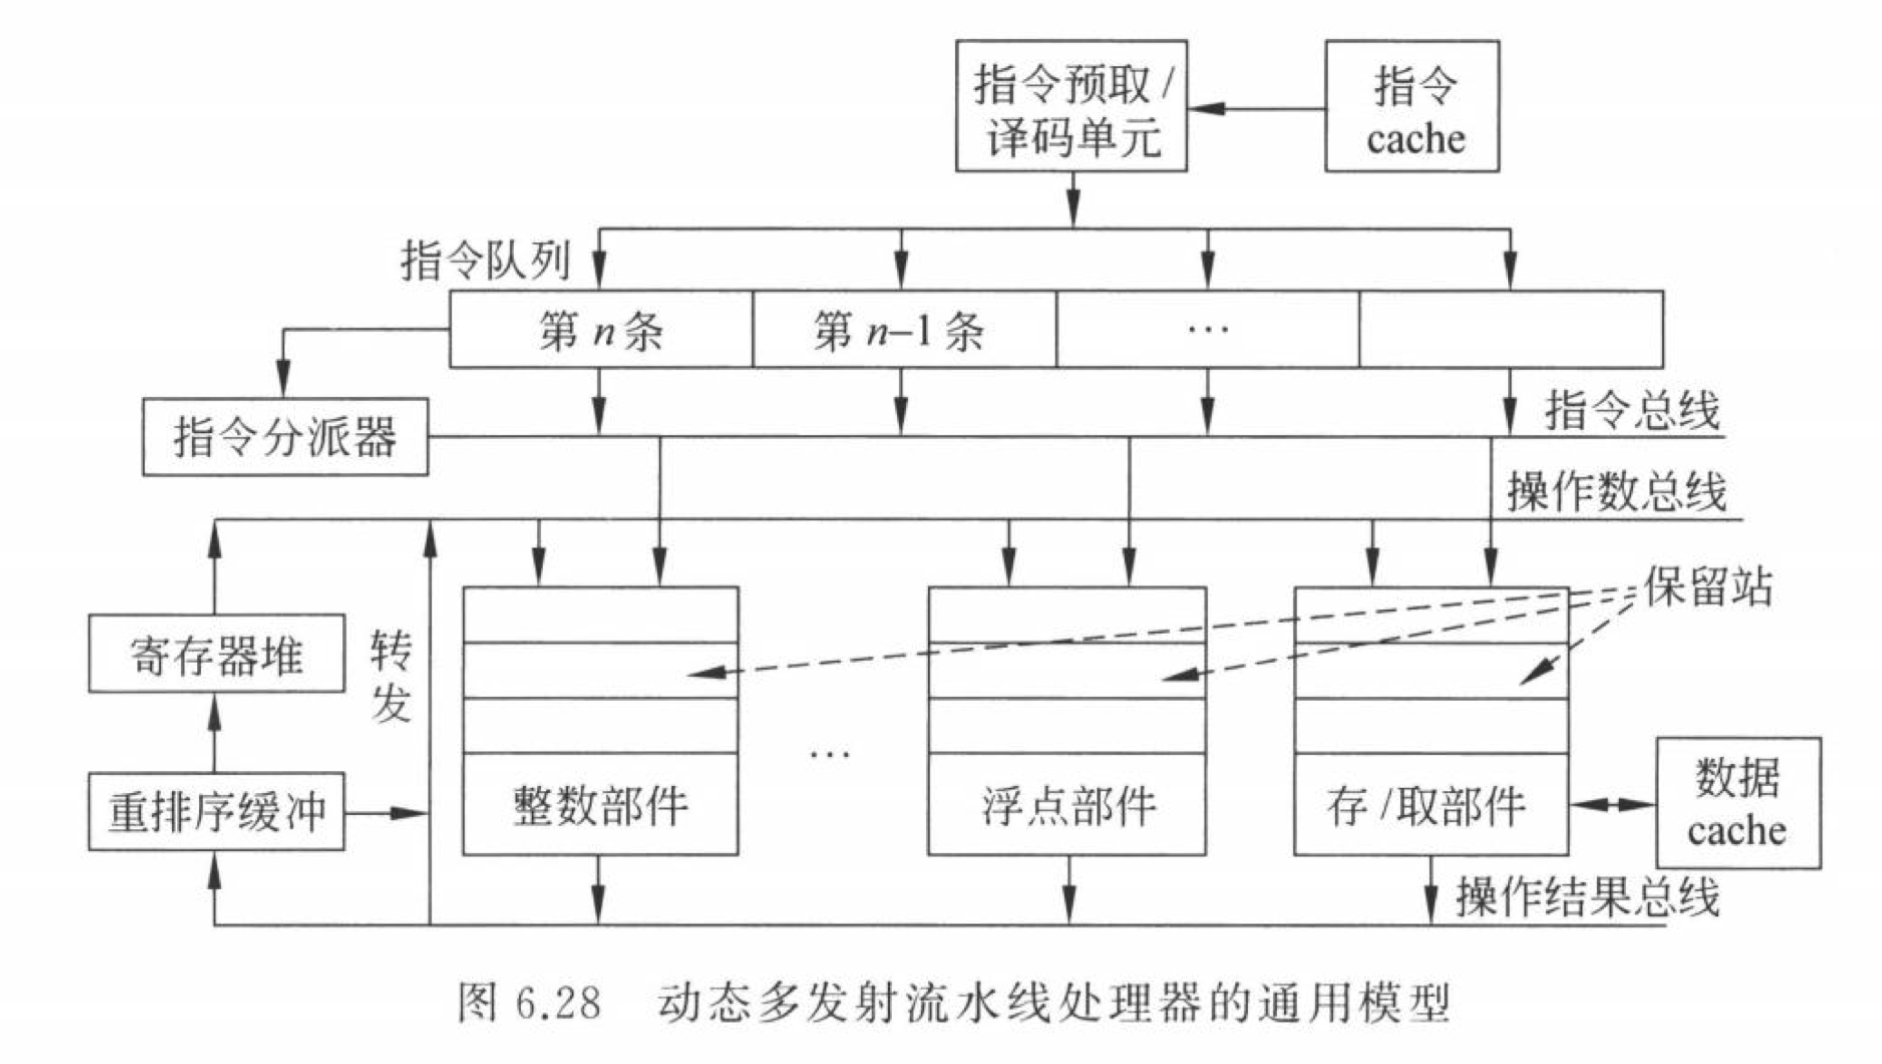 指令预取/
译码单元
指令
cache
指令队列
第 n 条
第 n–1 条
…
指令总线
指令分派器
操作数总线
保留站
寄存器堆
转
发
…
重排序缓冲
整数部件
浮点部件
存/取部件
数据
cache
操作结果总线
图 6.28 动态多发射流水线处理器的通用模型